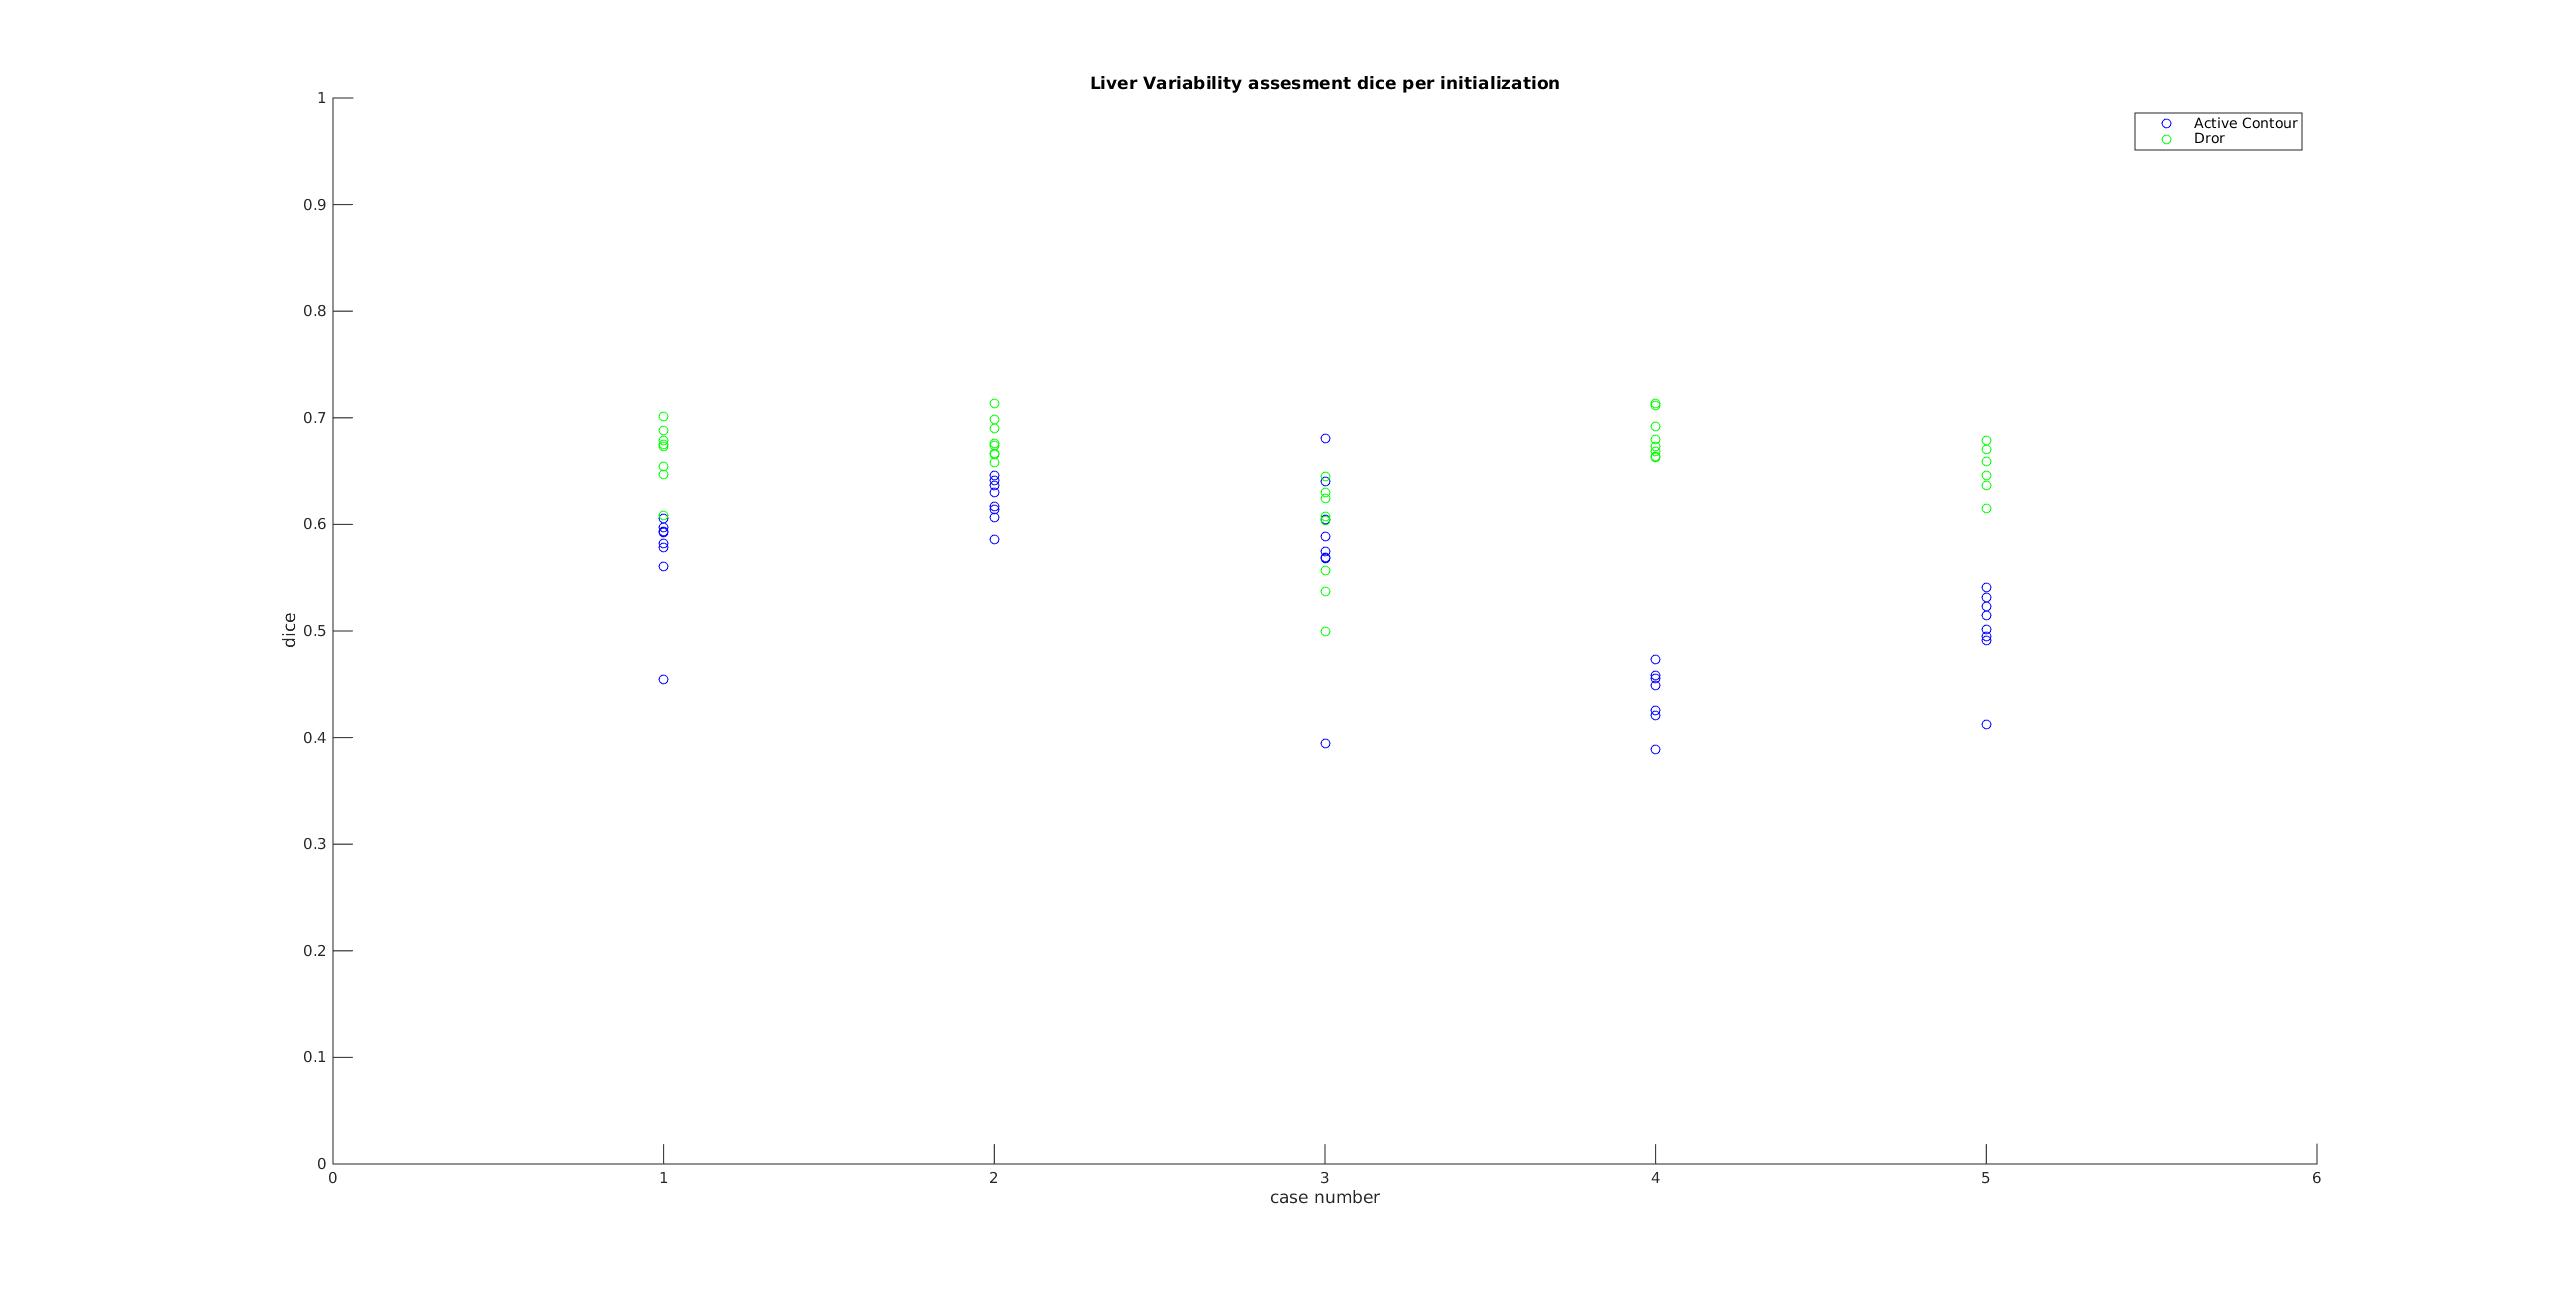 Liver Variability assesment dice per initialization
Active Contour
Dror
1
0.9
0.8
0.7
0.6
0.5
0.4
0.3
0.2
0.1
0
dice
0 1 2 3 4 5 6
case number